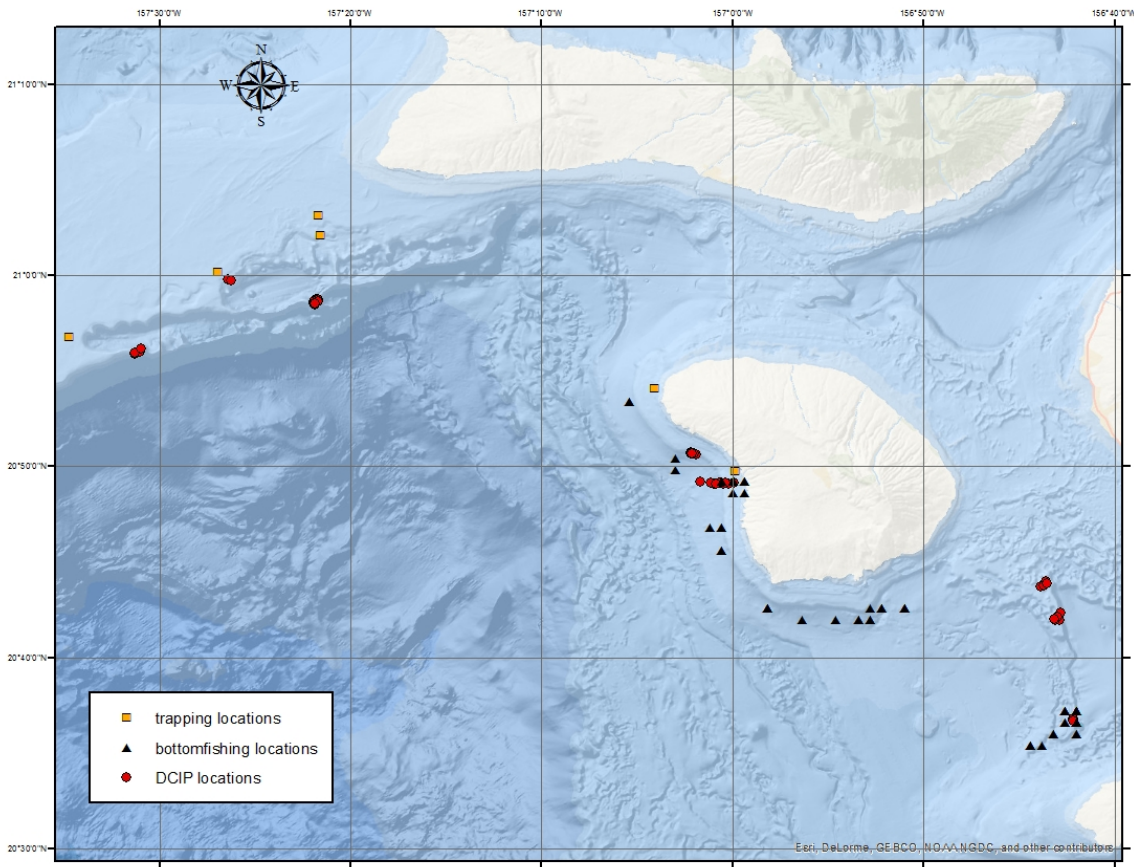 157°30'0"W 157°20'0"W 157°10'0"W 157°0'0"W 156°50'0"W 156°40'0"W
N
W E
S
21°10'0"N
21°0'0"N
20°50'0"N
20°40'0"N
20°30'0"N
trapping locations
bottomfishing locations
DCIP locations
Esri, DeLorme, GEBCO, NOAA NGDC, and other contributors